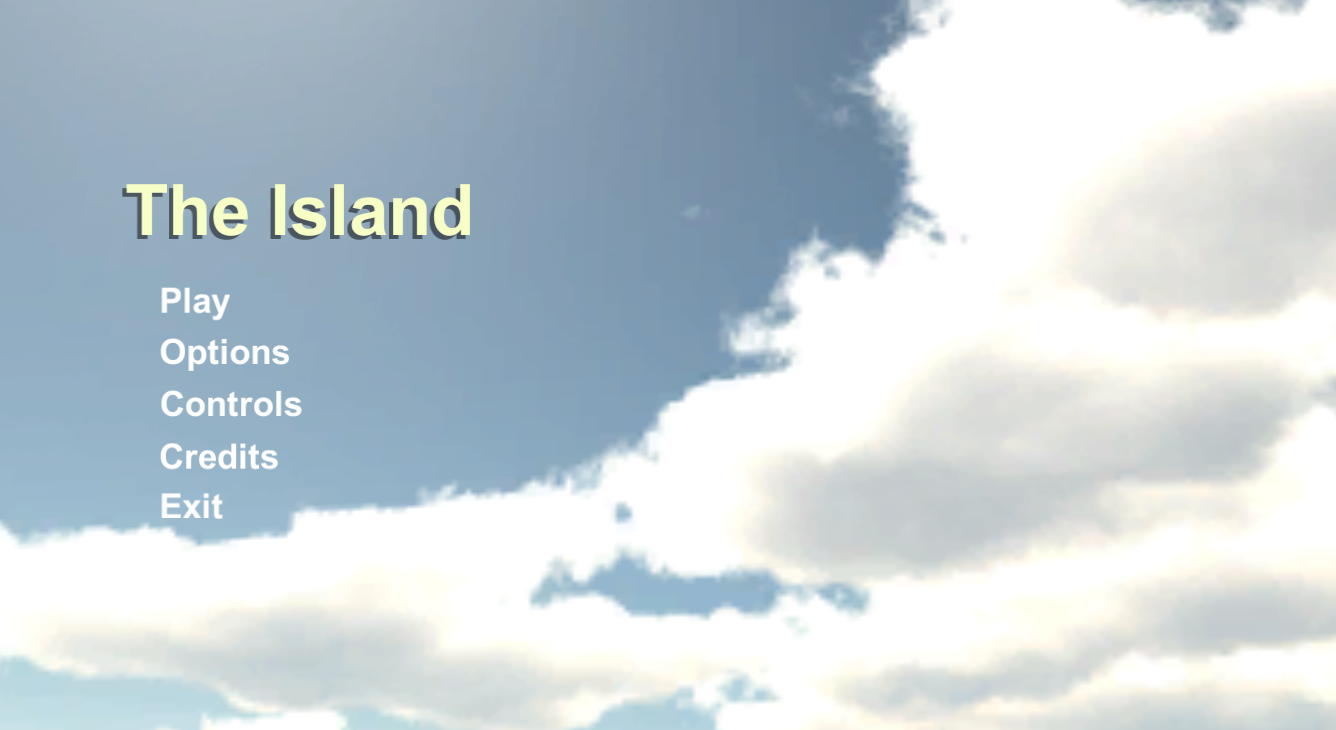 The Island
Play
Options
Controls
Credits
Exit